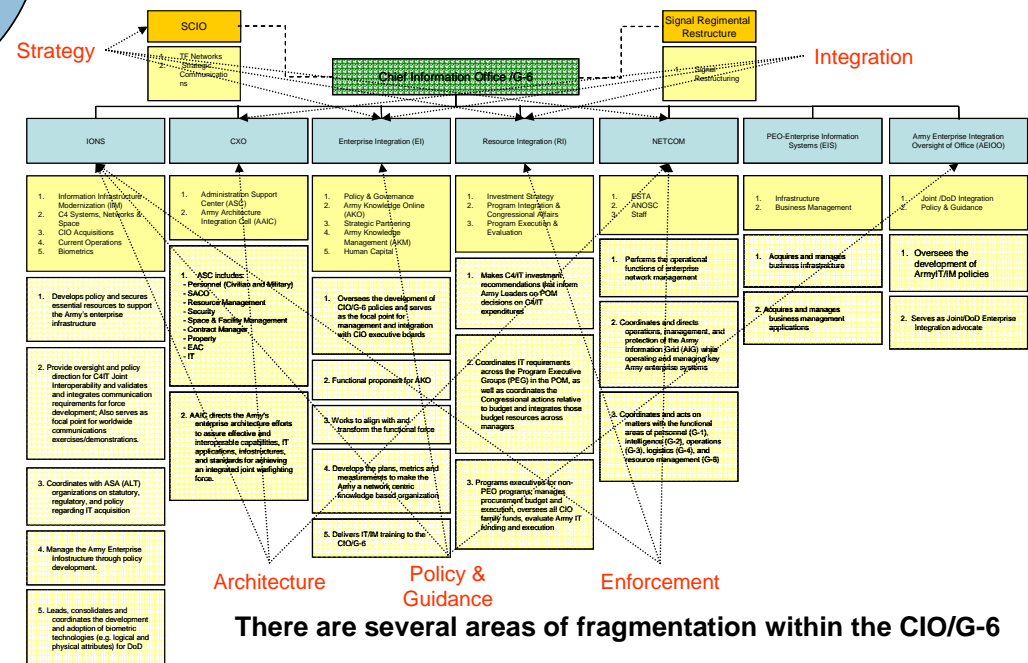 SCIO
Signal Regimental
Restructure
Strategy
Integration
1. TF Networks
2. Strategic
Communicatio
ns
1. Signal
Restructuring
Chief Information Office /G-6
IONS
CXO
Enterprise Integration (EI)
Resource Integration (RI)
NETCOM
PEO-Enterprise Information
Systems (EIS)
Army Enterprise Integration
Oversight of Office (AEIOO)
1. Information Infrastructure
Modernization (IIM)
2. C4 Systems, Networks &
Space
3. CIO Acquisitions
4. Current Operations
5. Biometrics
1. Administration Support
Center (ASC)
2. Army Architecture
Integration Cell (AAIC)
1. Policy & Governance
2. Army Knowledge Online
(AKO)
3. Strategic Partnering
4. Army Knowledge
Management (AKM)
5. Human Capital
1. Investment Strategy
2. Program Integration &
Congressional Affairs
3. Program Execution &
Evaluation
1. ESTA
2. ANOSC
3. Staff
1. Infrastructure
2. Business Management
1. Joint /DoD Integration
2. Policy & Guidance
1. Develops policy and secures
essential resources to support
the Army's enterprise
infrastructure
2. Provide oversight and policy
direction for C4IT Joint
Interoperability and validates
and integrates communication
requirements for force
development; Also serves as
focal point for worldwide
communications
exercises/demonstrations.
3. Coordinates with ASA (ALT)
organizations on statutory,
regulatory, and policy
regarding IT acquisition
4. Manage the Army Enterprise
Infostructure through policy
development.
5. Leads, consolidates and
coordinates the development
and adoption of biometric
technologies (e.g. logical and
physical attributes) for DoD
1. ASC includes:
- Personnel (Civilian and Military)
- SACO
- Resource Management
- Security
- Space & Facility Management
- Contract Manager
- Property
- EAC
- IT
2. AAIC directs the Army's
enterprise architecture efforts
to assure effective and
interoperable capabilities, IT
applications, infostructures,
and standards for achieving
an integrated joint warfighting
force.
1. Oversees the development of
CIO/G-6 policies and serves
as the focal point for
management and integration
with CIO executive boards
2. Functional proponent for AKO
3. Works to align with and
transform the functional force
4. Develops the plans, metrics and
measurements to make the
Army a network centric
knowledge based organization
5. Delivers IT/IM training to the
CIO/G-6
1. Makes C4/IT investment
recommendations that inform
Army Leaders on POM
decisions on C4/IT
expenditures
2. Coordinates IT requirements
across the Program Executive
Groups (PEG) in the POM, as
well as coordinates the
Congressional actions relative
to budget and integrates those
budget resources across
managers
3. Programs executives for non-
PEO programs; manages
procurement budget and
execution, oversees all CIO
family funds, evaluate Army IT
funding and execution
1. Performs the operational
functions of enterprise
network management
2. Coordinates and directs
operations, management, and
protection of the Army
Information Grid (AIG) while
operating and managing key
Army enterprise systems
3. Coordinates and acts on
matters with the functional
areas of personnel (G-1),
intelligence (G-2), operations
(G-3), logistics (G-4), and
resource management (G-8)
1. Acquires and manages
business infrastructure
2. Acquires and manages
business management
applications
1. Oversees the
development of
ArmyIT/IM policies
2. Serves as Joint/DoD Enterprise
Integration advocate
Architecture
Policy &
Guidance
Enforcement
There are several areas of fragmentation within the CIO/G-6